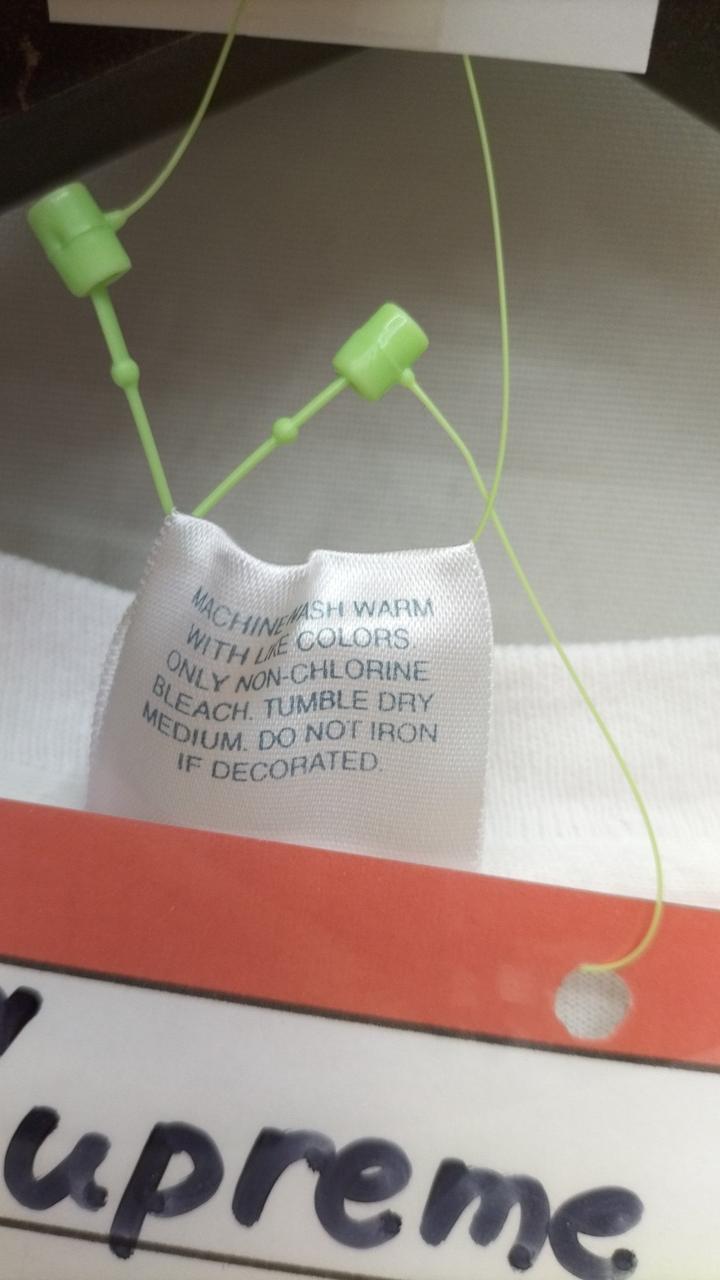 MACHINE WASH WARM
WITH LIKE COLORS.
ONLY NON-CHLORINE
BLEACH. TUMBLE DRY
MEDIUM. DO NOT IRON
IF DECORATED.
upreme